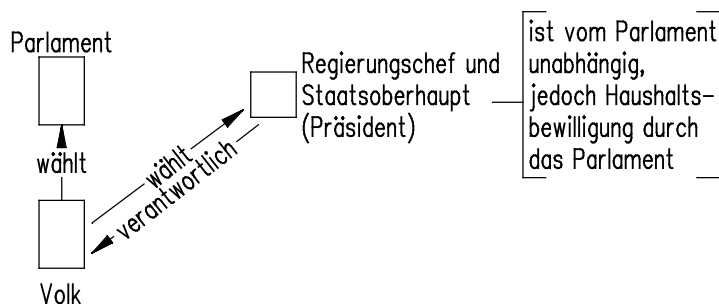 Parlament
wählt
Volk
wählt
verantwortlich
Regierungschef und
Staatsoberhaupt
(Präsident)
ist vom Parlament
unabhängig,
jedoch Haushalts-
bewilligung durch
das Parlament